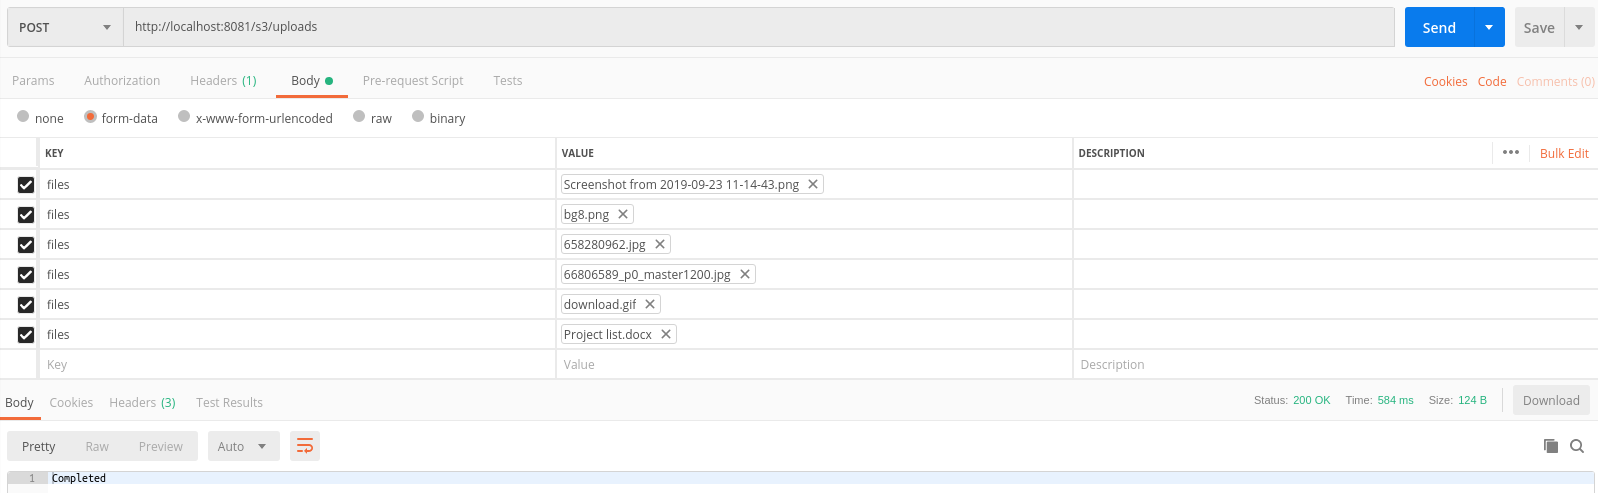 POST http://localhost:8081/s3/uploads Send Save
Params Authorization Headers (1) Body Pre-request Script Tests Cookies Code Comments (0)
none form-data x-www-form-urlencoded raw binary
KEY VALUE DESCRIPTION ••• Bulk Edit
files Screenshot from 2019-09-23 11-14-43.png
files bg8.png
files 658280962.jpg
files 66806589_p0_master1200.jpg
files download.gif
files Project list.docx
Key Value Description
Body Cookies Headers (3) Test Results Status: 200 OK Time: 584 ms Size: 124 B Download
Pretty Raw Preview Auto
1 Completed